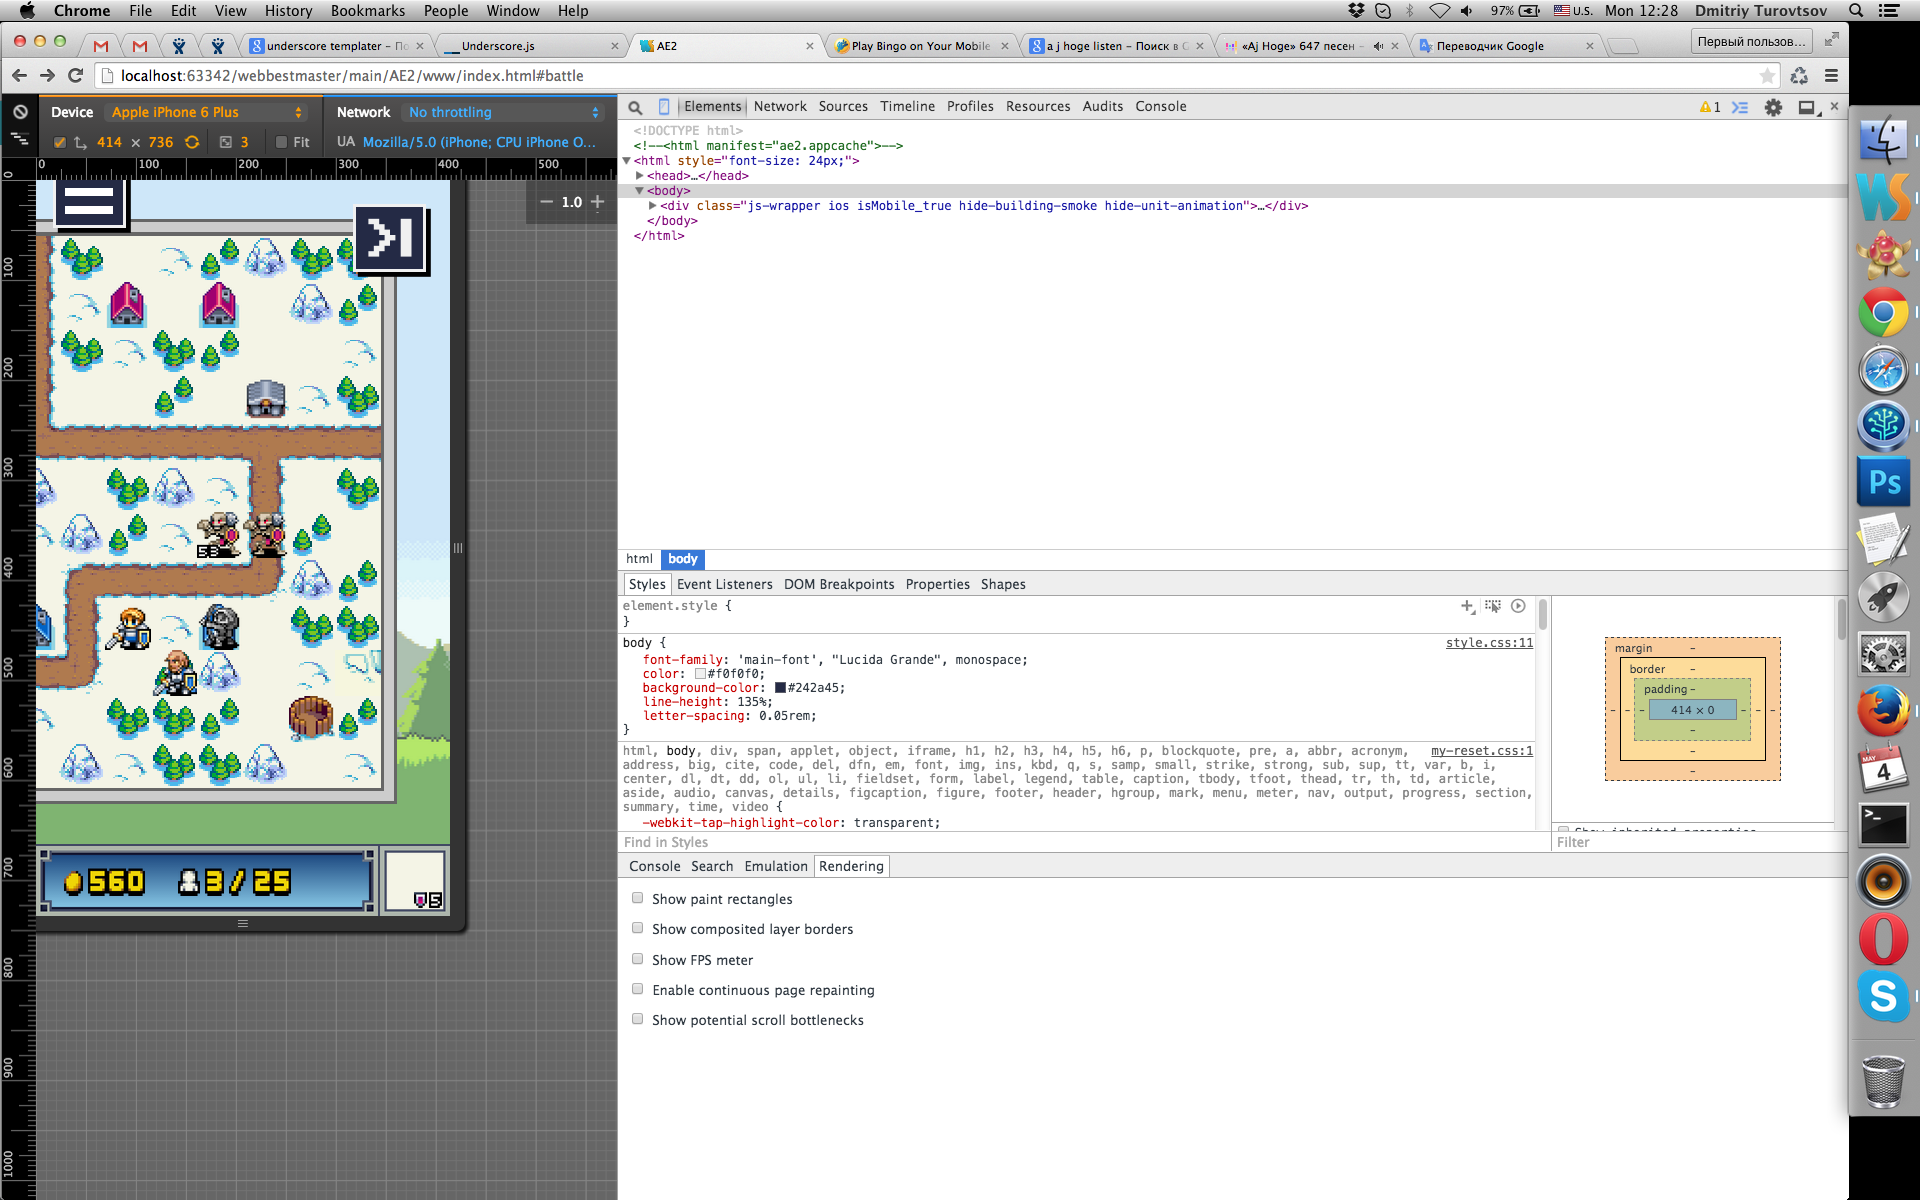 Chrome File Edit View History Bookmarks People Window Help 97% U.S. Mon 12:28 Dmitriy Turovtsov
underscore templater – По Underscore.js AE2 Play Bingo on Your Mobile a j hoge listen – Поиск в G «Aj Hoge» 647 песен – Переводчик Google Первый пользов...
localhost:63342/webbestmaster/main/AE2/www/index.html#battle
Device Apple iPhone 6 Plus Network No throttling
414 × 736 3 Fit UA Mozilla/5.0 (iPhone; CPU iPhone O...
0 100 200 300 400 500
0
100
200
300
400
500
600
700
800
900
1000
1.0
53
560 3/25
5
Elements Network Sources Timeline Profiles Resources Audits Console 1
<!DOCTYPE html>
<!--<html manifest="ae2.appcache">-->
<html style="font-size: 24px;">
<head>…</head>
<body>
<div class="js-wrapper ios isMobile_true hide-building-smoke hide-unit-animation">…</div>
</body>
</html>
html body
Styles Event Listeners DOM Breakpoints Properties Shapes
element.style {
}
body { style.css:11
font-family: 'main-font', "Lucida Grande", monospace;
color: #f0f0f0;
background-color: #242a45;
line-height: 135%;
letter-spacing: 0.05rem;
}
html, body, div, span, applet, object, iframe, h1, h2, h3, h4, h5, h6, p, blockquote, pre, a, abbr, acronym, my-reset.css:1
address, big, cite, code, del, dfn, em, font, img, ins, kbd, q, s, samp, small, strike, strong, sub, sup, tt, var, b, i,
center, dl, dt, dd, ol, ul, li, fieldset, form, label, legend, table, caption, tbody, tfoot, thead, tr, th, td, article,
aside, audio, canvas, details, figcaption, figure, footer, header, hgroup, mark, menu, meter, nav, output, progress, section,
summary, time, video {
-webkit-tap-highlight-color: transparent;
Find in Styles
margin –
border –
padding –
414 × 0
Show inherited properties
Filter
Console Search Emulation Rendering
Show paint rectangles
Show composited layer borders
Show FPS meter
Enable continuous page repainting
Show potential scroll bottlenecks
Ps
MAY
4